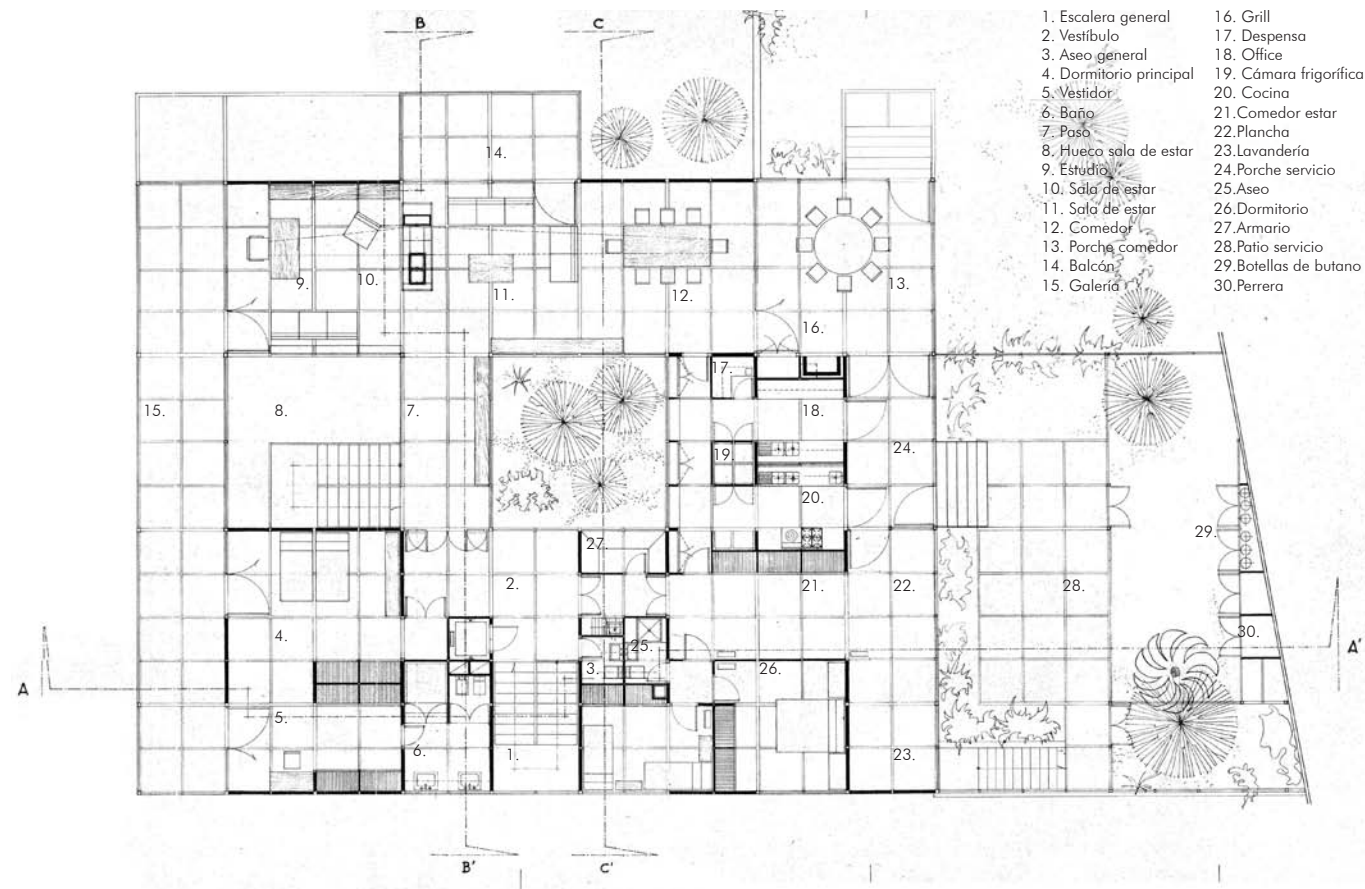 1. Escalera general
2. Vestíbulo
3. Aseo general
4. Dormitorio principal
5. Vestidor
6. Baño
7. Paso
8. Hueco sala de estar
9. Estudio
10. Sala de estar
11. Sala de estar
12. Comedor
13. Porche comedor
14. Balcón
15. Galería
16. Grill
17. Despensa
18. Office
19. Cámara frigorífica
20. Cocina
21.Comedor estar
22.Plancha
23.Lavandería
24.Porche servicio
25.Aseo
26.Dormitorio
27.Armario
28.Patio servicio
29.Botellas de butano
30.Perrera
B C
14.
9. 10. 11. 12. 13.
16.
17.
15. 8. 7. 18.
19. 24.
20.
27. 29.
2. 21. 22. 28.
4. 25. 30.
A 3. 26. A'
5.
6. 1. 23.
B' C'